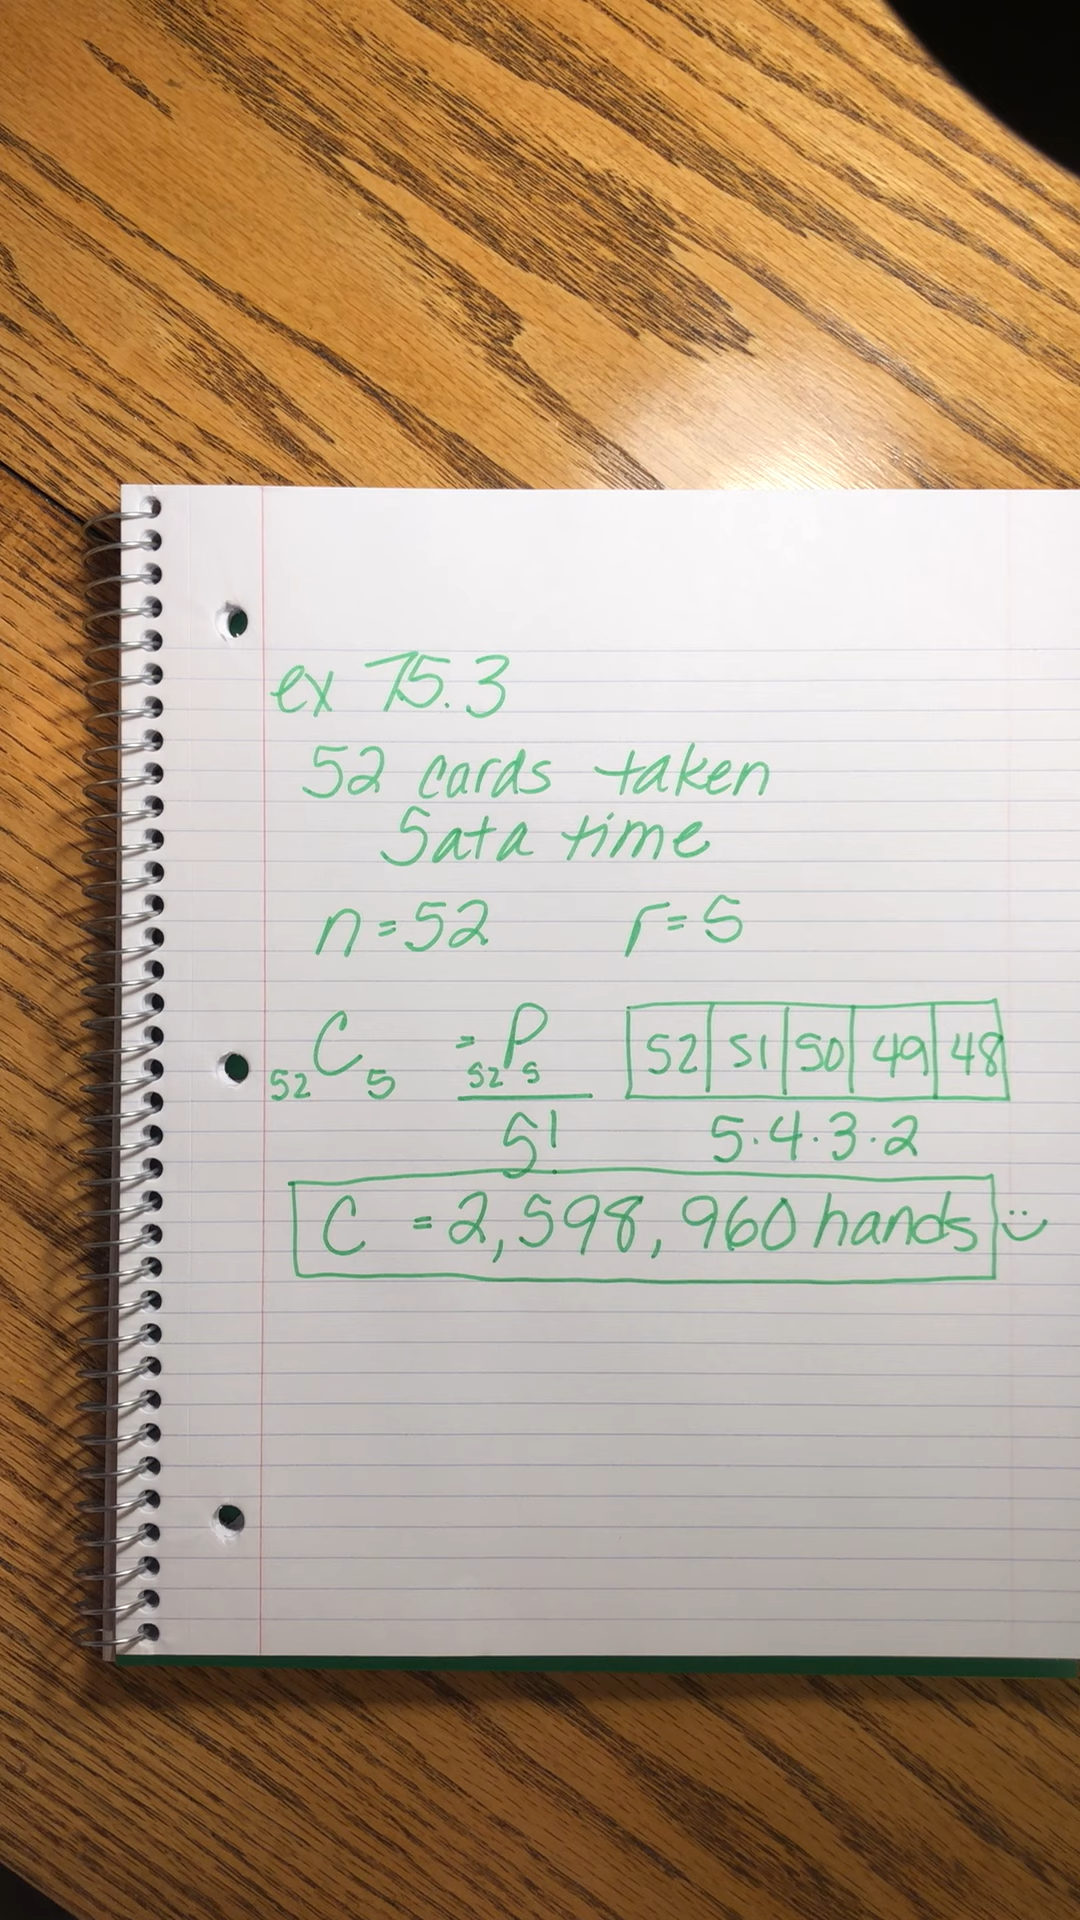 ex 75.3
52 cards taken
5 at a time
n = 52 r = 5
52C5 = 52P5 52 51 50 49 48
5! 5·4·3·2
C = 2,598,960 hands :)